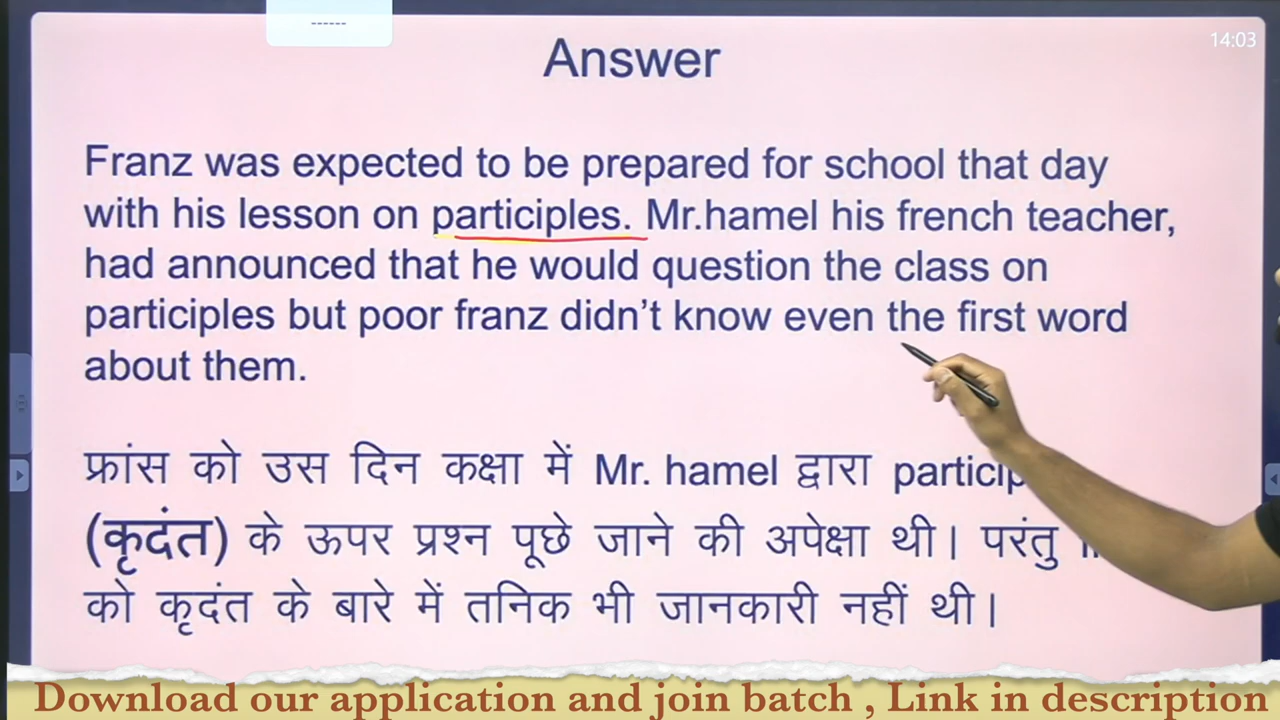 ------
14:03
Answer
Franz was expected to be prepared for school that day
with his lesson on participles. Mr.hamel his french teacher,
had announced that he would question the class on
participles but poor franz didn't know even the first word
about them.
फ्रांस को उस दिन कक्षा में Mr. hamel द्वारा
(कृदंत) के ऊपर प्रश्न पूछे जाने की अपेक्षा थी। परंतु
को कृदंत के बारे में तनिक भी जानकारी नहीं थी।
Download our application and join batch , Link in description